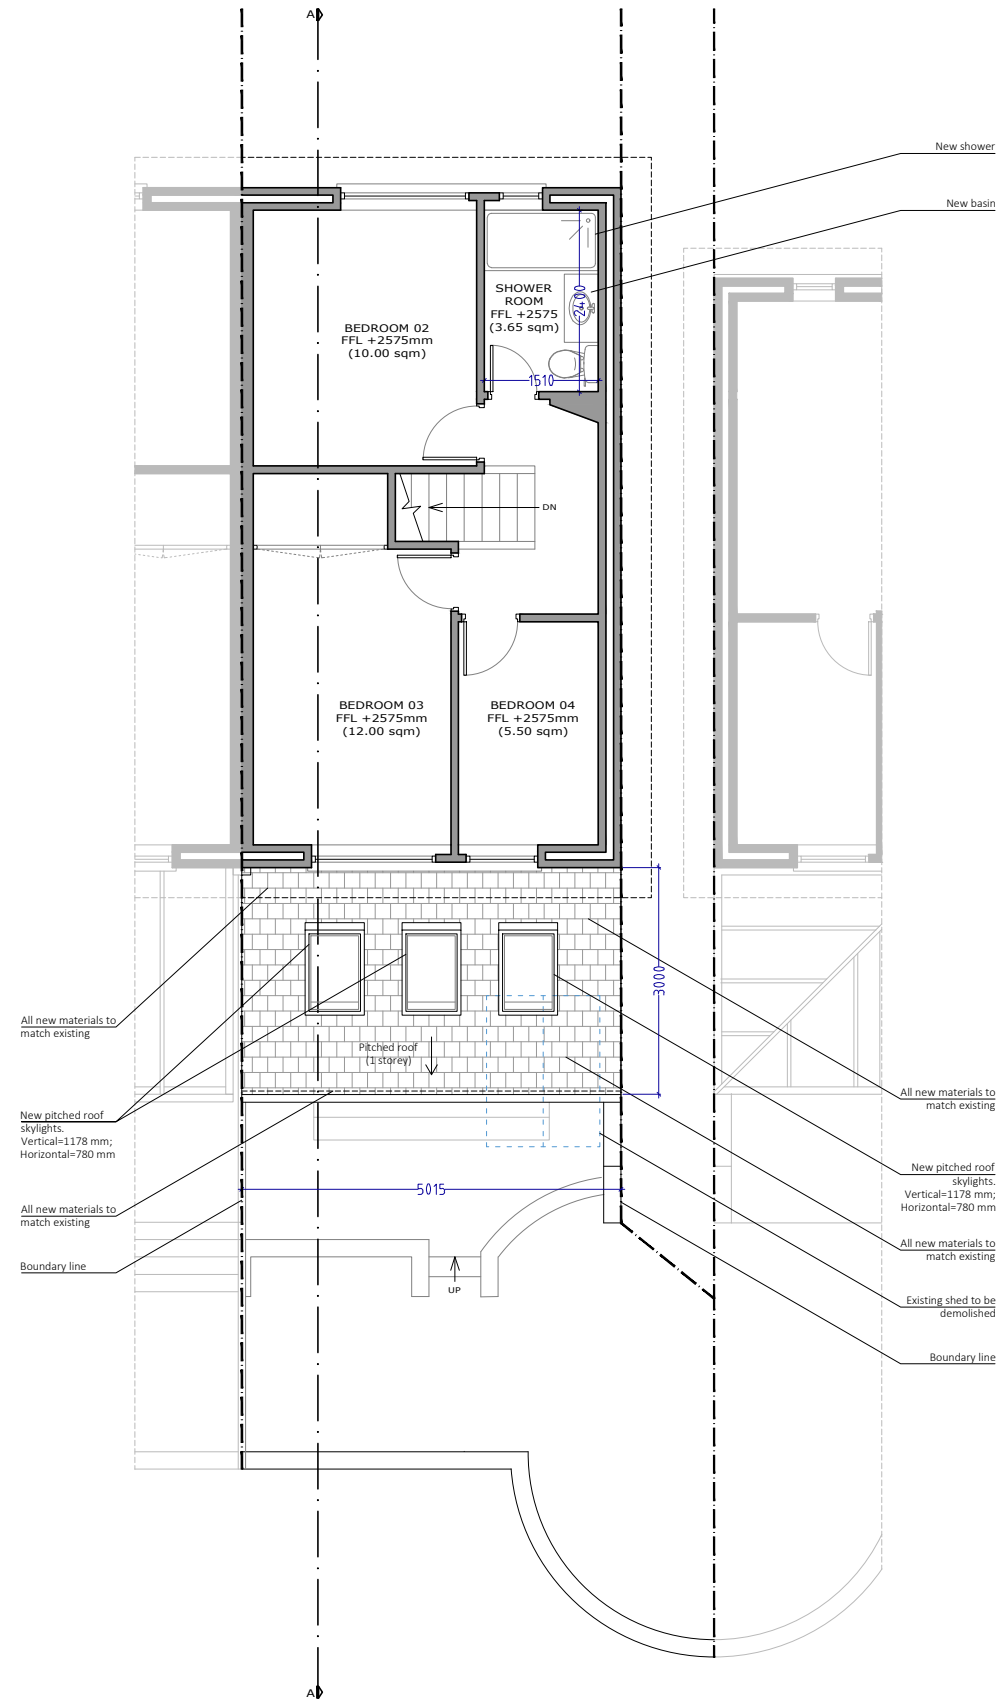 A
New shower
New basin
SHOWER
ROOM
FFL +2575
(3.65 sqm)
2400
BEDROOM 02
FFL +2575mm
(10.00 sqm)
1510
DN
BEDROOM 03
FFL +2575mm
(12.00 sqm)
BEDROOM 04
FFL +2575mm
(5.50 sqm)
3000
All new materials to
match existing
Pitched roof
(1 storey)
New pitched roof
skylights.
Vertical=1178 mm;
Horizontal=780 mm
All new materials to
match existing
Boundary line
5015
UP
All new materials to
match existing
New pitched roof
skylights.
Vertical=1178 mm;
Horizontal=780 mm
All new materials to
match existing
Existing shed to be
demolished
Boundary line
A